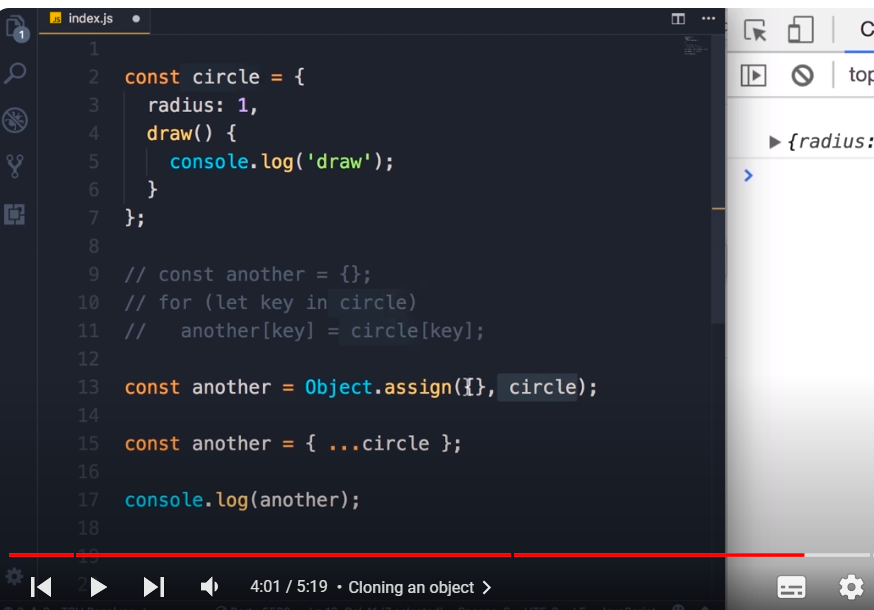 index.js
1
1
2 const circle = {
3 radius: 1,
4 draw() {
5 console.log('draw');
6 }
7 };
8
9 // const another = {};
10 // for (let key in circle)
11 // another[key] = circle[key];
12
13 const another = Object.assign({}, circle);
14
15 const another = { ...circle };
16
17 console.log(another);
18
19
top
{radius:
4:01 / 5:19 • Cloning an object